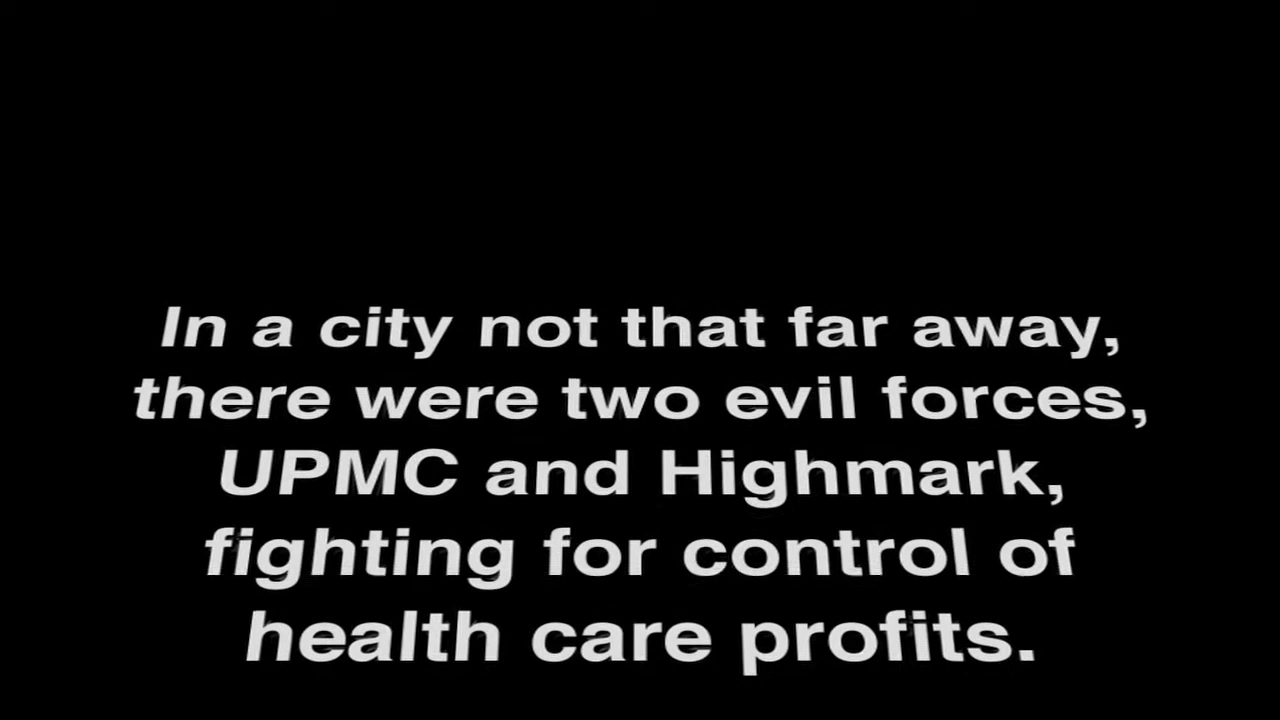 In a city not that far away,
there were two evil forces,
UPMC and Highmark,
fighting for control of
health care profits.